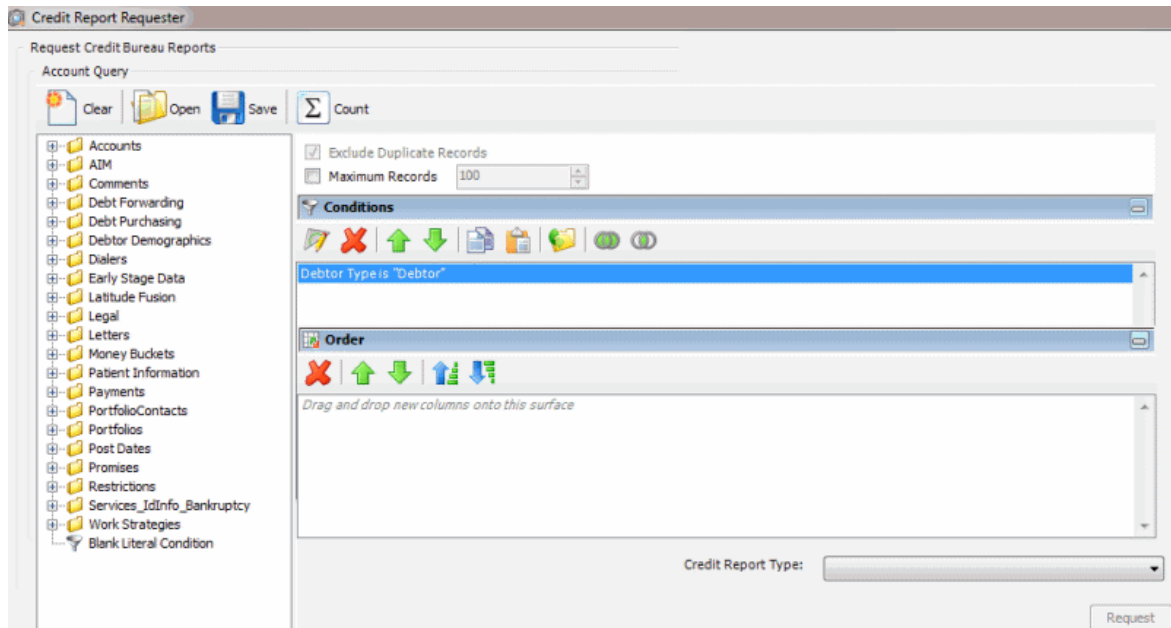 Credit Report Requester
Request Credit Bureau Reports
Account Query
Clear Open Save Σ Count
Accounts
AIM
Comments
Debt Forwarding
Debt Purchasing
Debtor Demographics
Dialers
Early Stage Data
Latitude Fusion
Legal
Letters
Money Buckets
Patient Information
Payments
PortfolioContacts
Portfolios
Post Dates
Promises
Restrictions
Services_IdInfo_Bankruptcy
Work Strategies
Blank Literal Condition
Exclude Duplicate Records
Maximum Records 100
Conditions
Debtor Type is "Debtor"
Order
Drag and drop new columns onto this surface
Credit Report Type:
Request